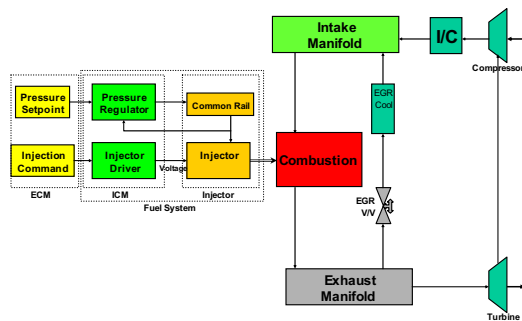 Intake
Manifold
I/C
Compressor
EGR
Cool
Pressure
Setpoint
Pressure
Regulator
Common Rail
Injection
Command
Injector
Driver
Voltage
Injector
Combustion
ECM
ICM
Injector
Fuel System
EGR
V/V
Exhaust
Manifold
Turbine